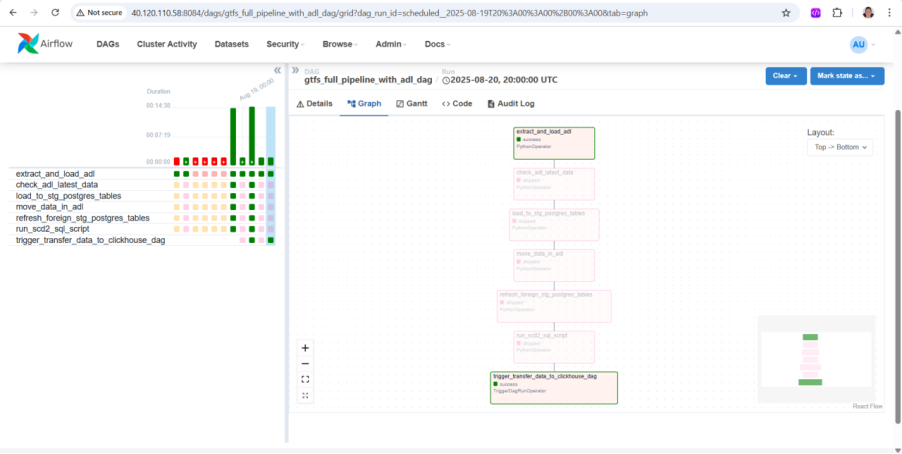 Not secure
40.120.110.58:8084/dags/gtfs_full_pipeline_with_adl_dag/grid?dag_run_id=scheduled__2025-08-19T20%3A00%3A00%2B00%3A00&tab=graph
Airflow
DAGs
Cluster Activity
Datasets
Security
Browse
Admin
Docs
AU
DAG
gtfs_full_pipeline_with_adl_dag
/
Run
2025-08-20, 20:00:00 UTC
Clear
Mark state as...
Duration
Aug 19, 00:00
00:14:38
00:07:19
00:00:00
extract_and_load_adl
check_adl_latest_data
load_to_stg_postgres_tables
move_data_in_adl
refresh_foreign_stg_postgres_tables
run_scd2_sql_script
trigger_transfer_data_to_clickhouse_dag
Details
Graph
Gantt
Code
Audit Log
Layout:
Top -> Bottom
extract_and_load_adl
success
PythonOperator
check_adl_latest_data
skipped
PythonOperator
load_to_stg_postgres_tables
skipped
PythonOperator
move_data_in_adl
skipped
PythonOperator
refresh_foreign_stg_postgres_tables
skipped
PythonOperator
run_scd2_sql_script
skipped
PythonOperator
trigger_transfer_data_to_clickhouse_dag
success
TriggerDagRunOperator
React Flow